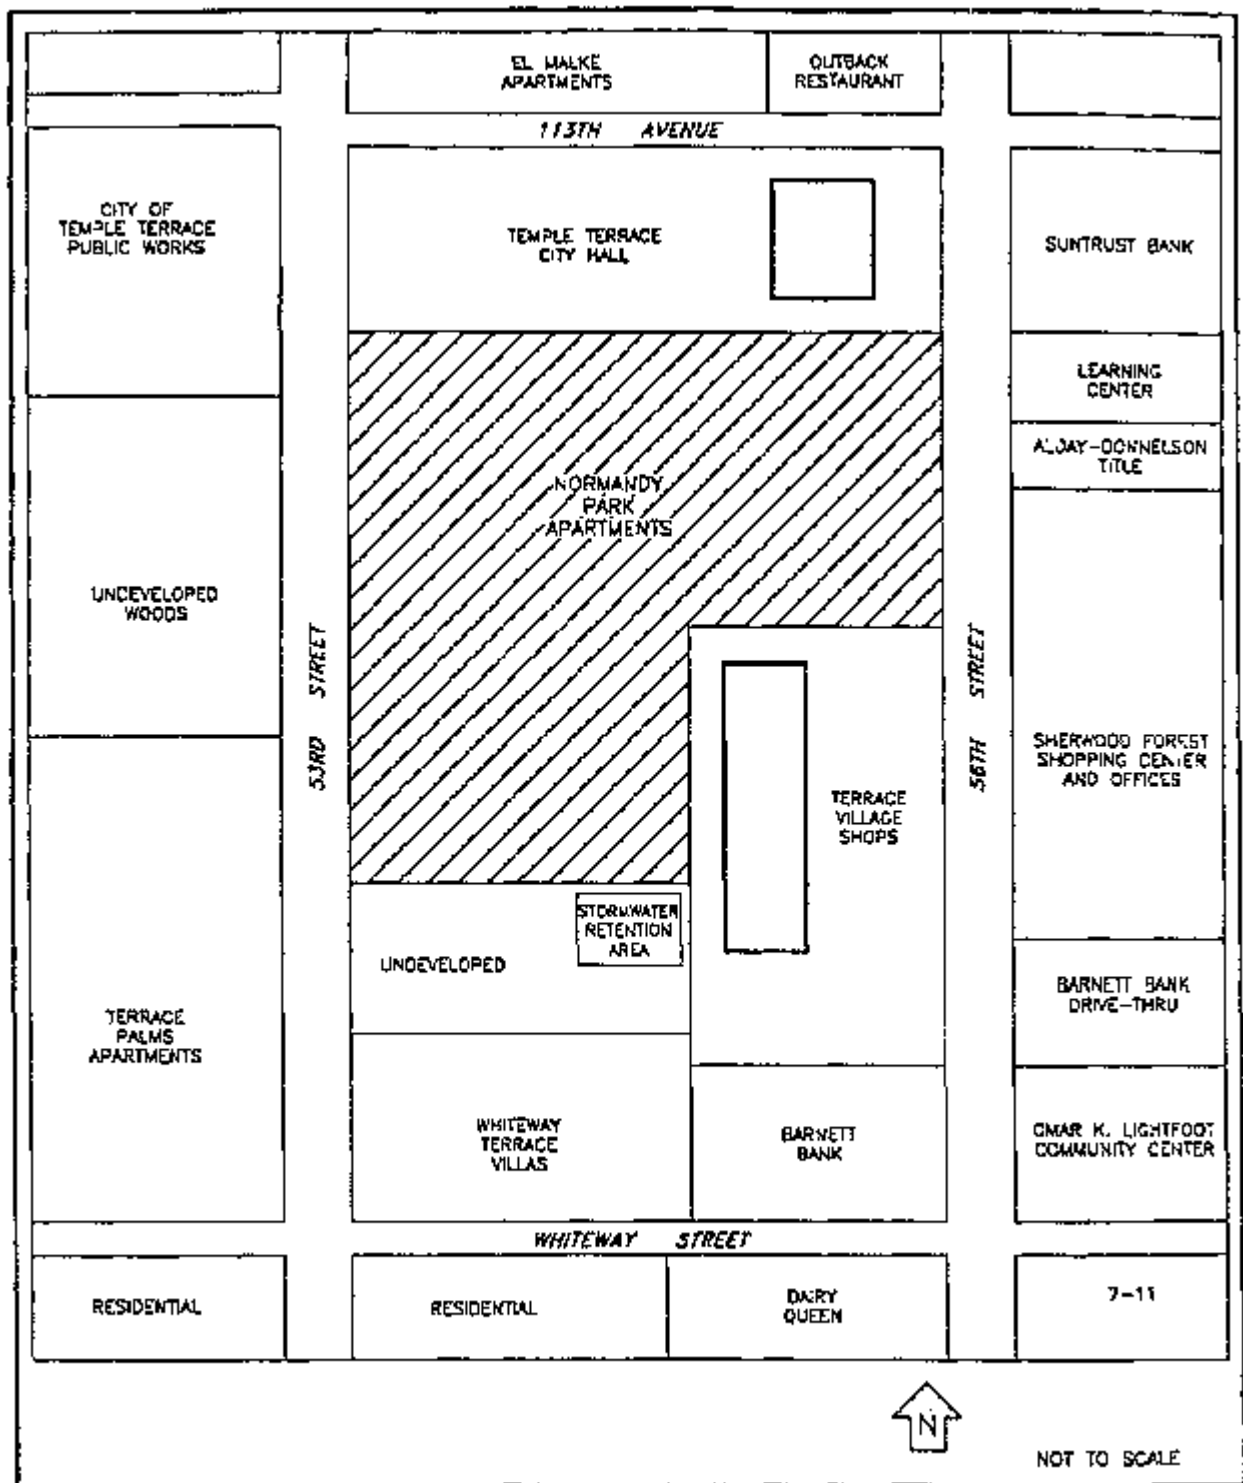 EL MALKE
APARTMENTS
OUTBACK
RESTAURANT
113TH AVENUE
CITY OF
TEMPLE TERRACE
PUBLIC WORKS
TEMPLE TERRACE
CITY HALL
SUNTRUST BANK
LEARNING
CENTER
ALDAY-DONNELSON
TITLE
NORMANDY
PARK
APARTMENTS
UNDEVELOPED
WOODS
53RD STREET
56TH STREET
SHERWOOD FOREST
SHOPPING CENTER
AND OFFICES
TERRACE
VILLAGE
SHOPS
STORMWATER
RETENTION
AREA
UNDEVELOPED
BARNETT BANK
DRIVE-THRU
TERRACE
PALMS
APARTMENTS
WHITEWAY
TERRACE
VILLAS
BARNETT
BANK
OMAR K. LIGHTFOOT
COMMUNITY CENTER
WHITEWAY STREET
RESIDENTIAL
RESIDENTIAL
DAIRY
QUEEN
7-11
N
NOT TO SCALE